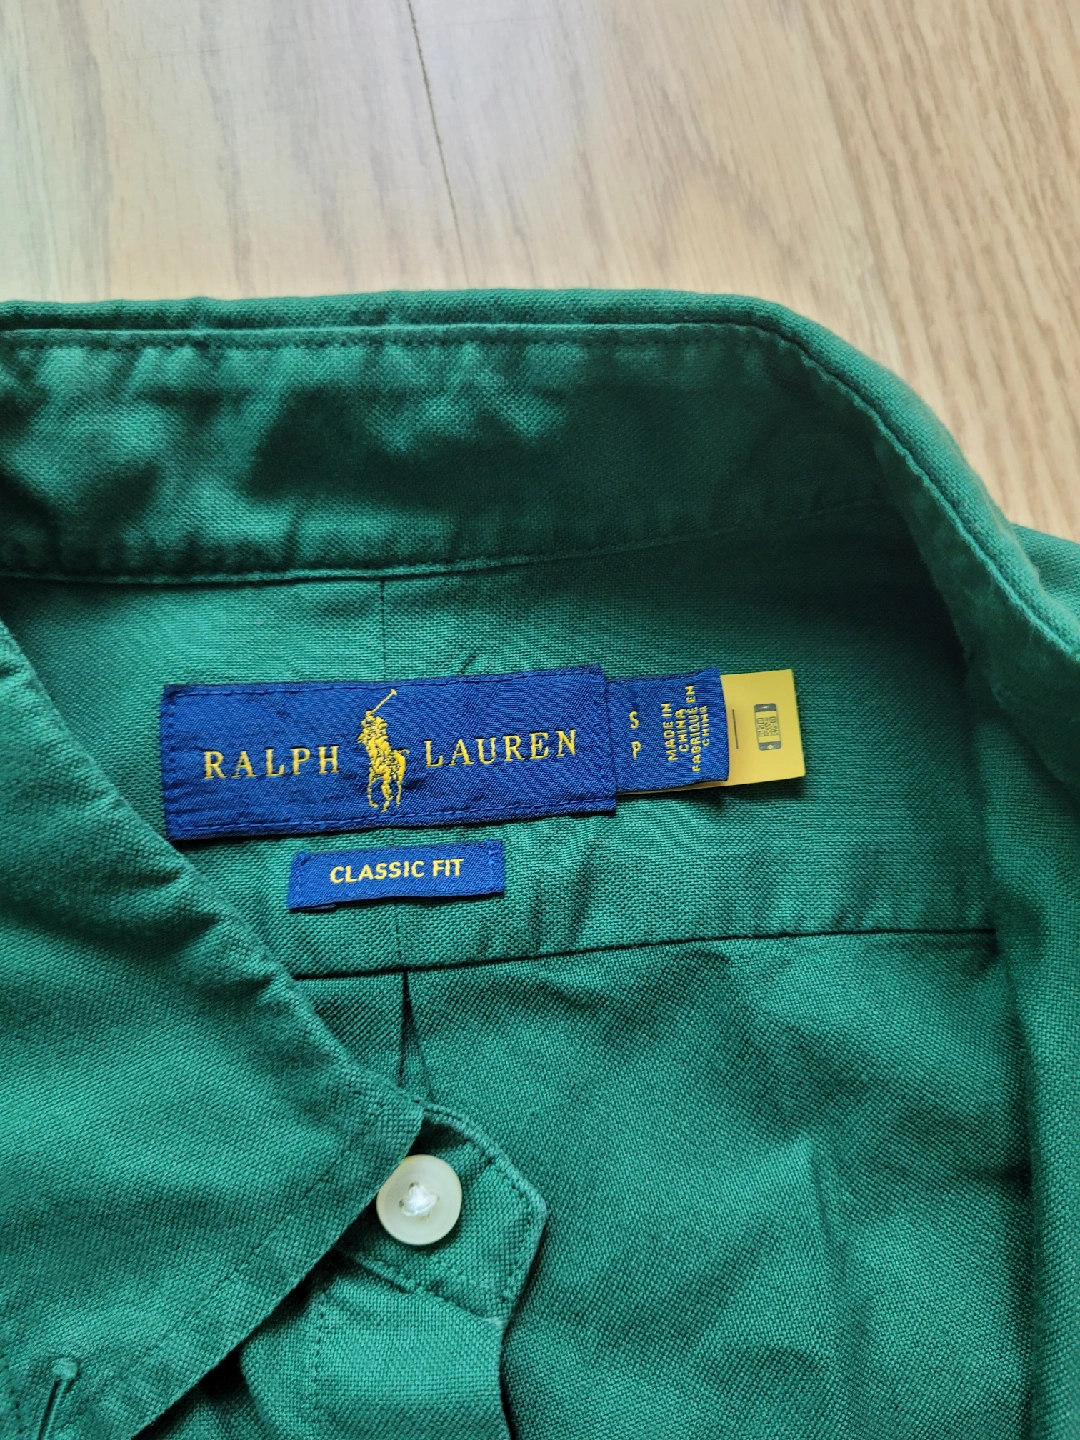 RALPH LAUREN
S
P
MADE IN
CHINA
FABRIQUÉ EN
CHINE
CLASSIC FIT